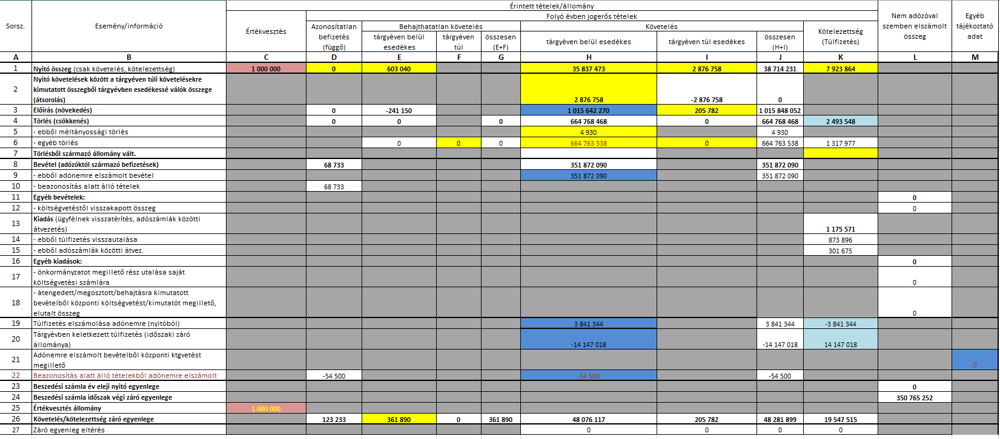 Érintett tételek/állomány
Folyó évben jogerős tételek
Sorsz. Esemény/információ Értékvesztés Azonosítatlan befizetés (függő) Behajthatatlan követelés Követelés Kötelezettség (Túlfizetés) Nem adózóval szemben elszámolt összeg Egyéb tájékoztató adat
tárgyéven belül esedékes tárgyéven túl összesen (E+F) tárgyéven belül esedékes tárgyéven túl esedékes összesen (H+I)
A B C D E F G H I J K L M
1 Nyitó összeg (csak követelés, kötelezettség) 1 000 000 0 603 040 35 837 473 2 876 758 38 714 231 7 923 864
2 Nyitó követelések között a tárgyéven túli követelésekre
kimutatott összegből tárgyévben esedékessé válók összege
(átsorolás) 2 876 758 -2 876 758 0
3 Előírás (növekedés) 0 -241 150 1 015 642 270 205 782 1 015 848 052
4 Törlés (csökkenés) 0 0 0 664 768 468 0 664 768 468 2 493 548
5 - ebből méltányossági törlés 4 930 4 930
6 - egyéb törlés 0 0 0 664 763 538 0 664 763 538 1 317 977
7 Törlésből származó állomány vált.
8 Bevétel (adózóktól származó befizetések) 68 733 351 872 090 351 872 090
9 - ebből adónemre elszámolt bevétel 351 872 090 351 872 090
10 - beazonosítás alatt álló tételek 68 733
11 Egyéb bevételek: 0
12 - költségvetéstől visszakapott összeg 0
13 Kiadás (ügyfélnek visszatérítés, adószámlák közötti
átvezetés) 1 175 571
14 - ebből túlfizetés visszautalása 873 896
15 - ebből adószámlák közötti átvez. 301 675
16 Egyéb kiadások: 0
17 - önkormányzatot megillető rész utalása saját
költségvetési számlára 0
18 - átengedett/megosztott/behajtásra kimutatott
bevételből központi költségvetést/kimutatót megillető,
elutalt összeg 0
19 Túlfizetés elszámolása adónemre (nyitóból) 3 841 344 3 841 344 -3 841 344
20 Tárgyévben keletkezett túlfizetés (időszaki záró
állománya) -14 147 018 -14 147 018 14 147 018
21 Adónemre elszámolt bevételből központi ktgvetést
megillető 0
22 Beazonosítás alatt álló tételekből adónemre elszámolt -54 500 -54 500 -54 500
23 Beszedési számla év eleji nyitó egyenlege 0
24 Beszedési számla időszak végi záró egyenlege 350 765 252
25 Értékvesztés állomány 1 000 000
26 Követelés/kötelezettség záró egyenlege 123 233 361 890 0 361 890 48 076 117 205 782 48 281 899 19 547 515
27 Záró egyenleg eltérés 0 0 0 0